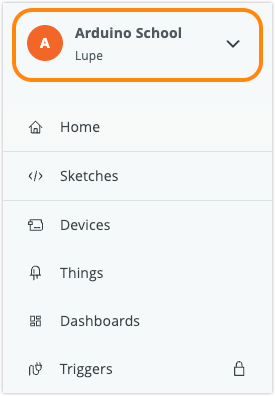 A
Arduino School
Lupe
Home
Sketches
Devices
Things
Dashboards
Triggers